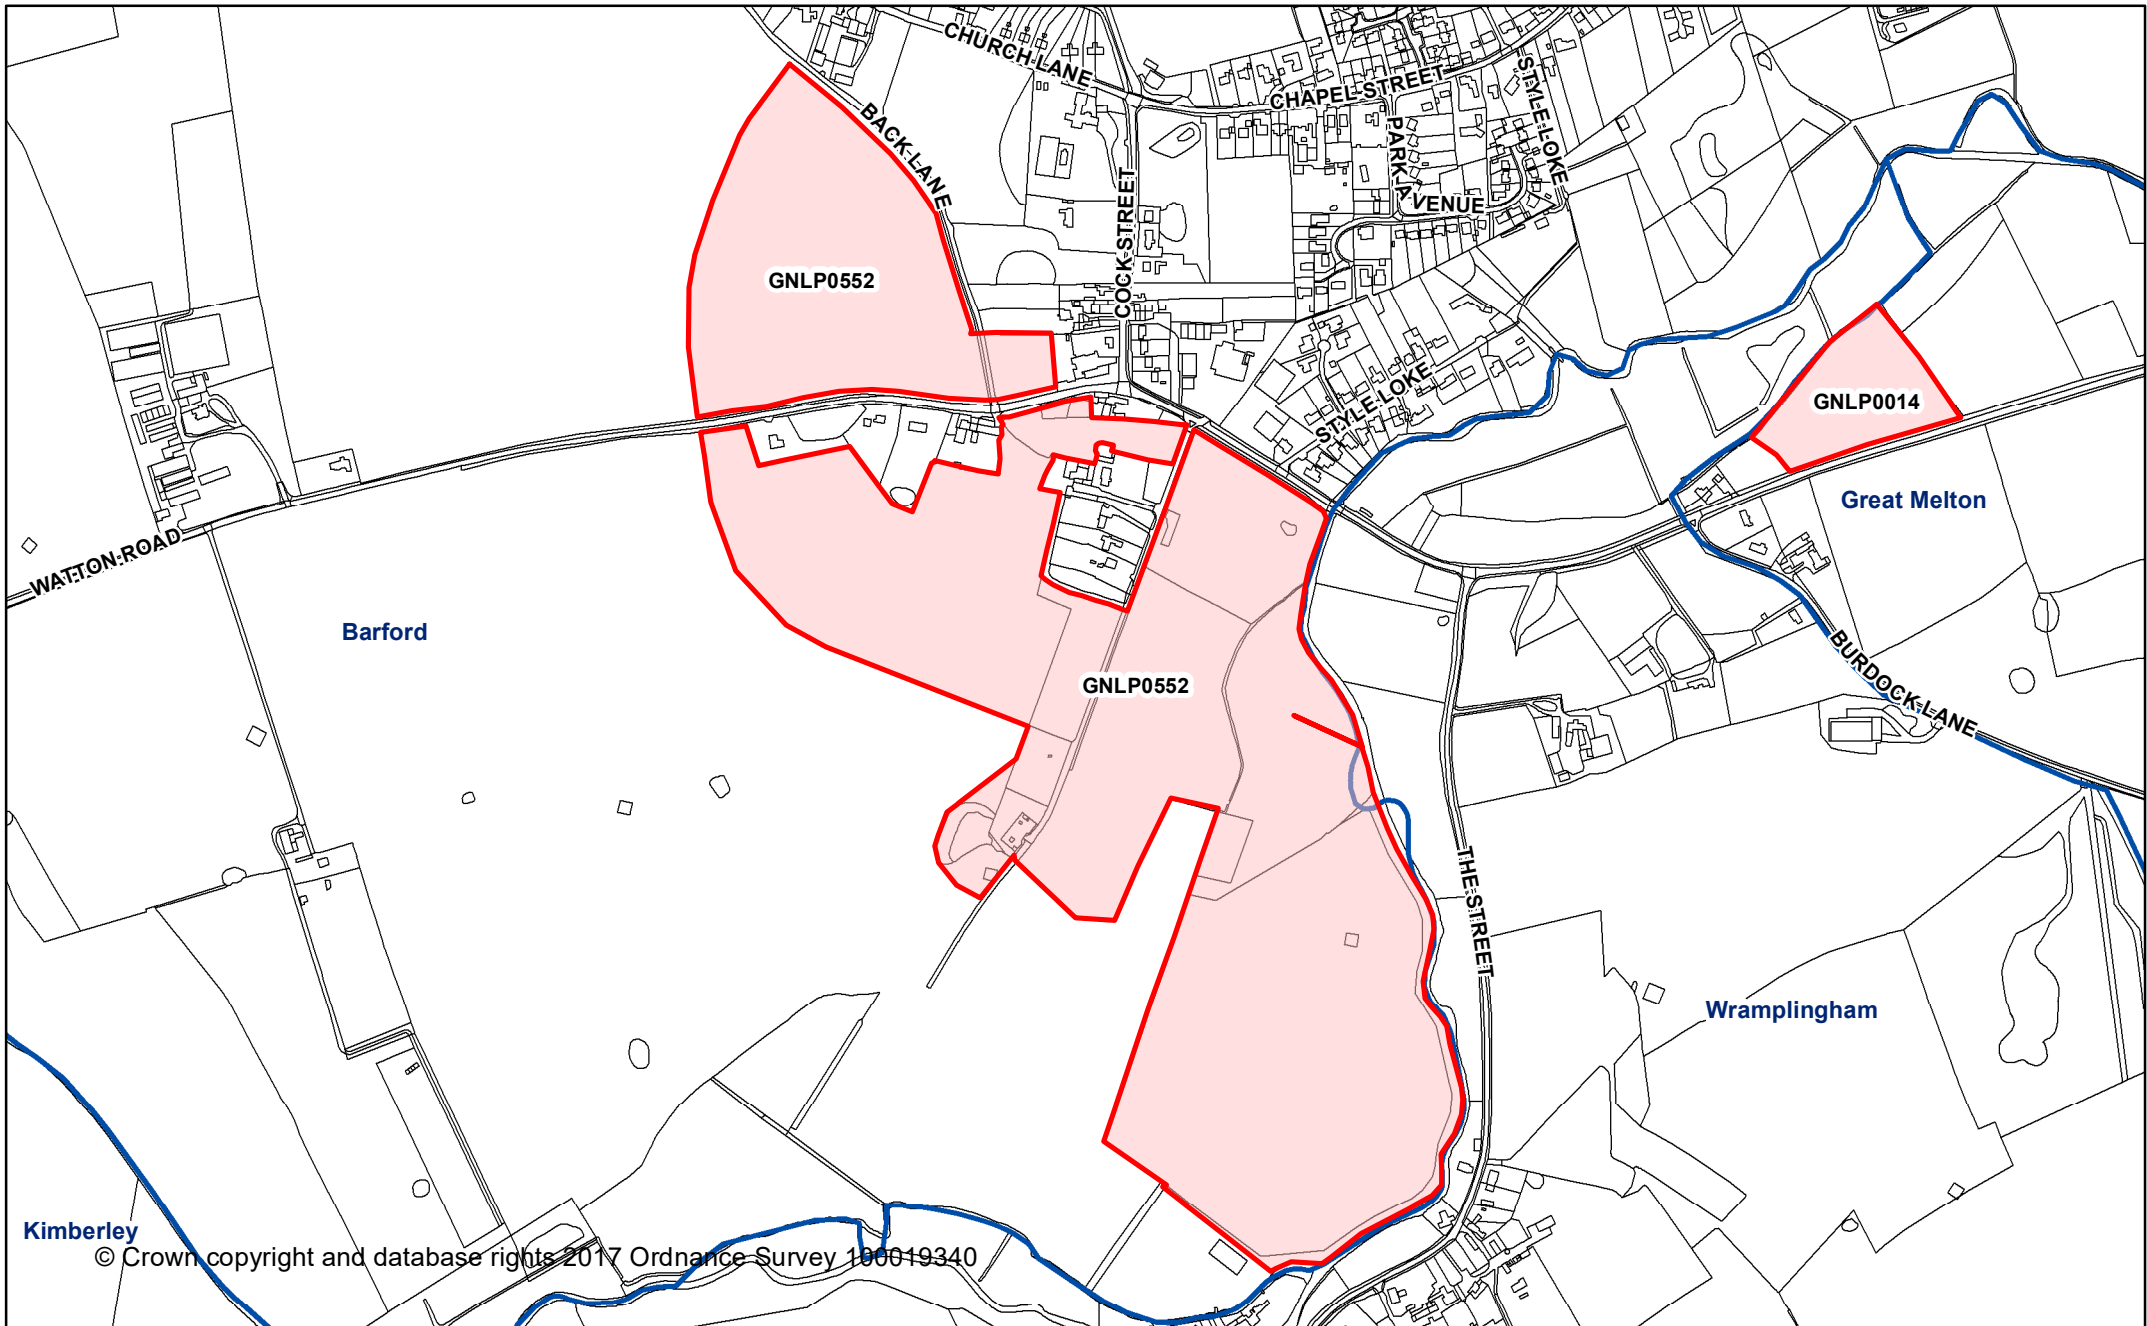 CHURCH LANE
CHAPEL STREET
STYLE LOKE
BACK LANE
PARK AVENUE
COCK STREET
GNLP0552
STYLE LOKE
GNLP0014
Great Melton
WATTON ROAD
Barford
GNLP0552
BURDOCK LANE
THE STREET
Wramplingham
Kimberley
© Crown copyright and database rights 2017 Ordnance Survey 100019340